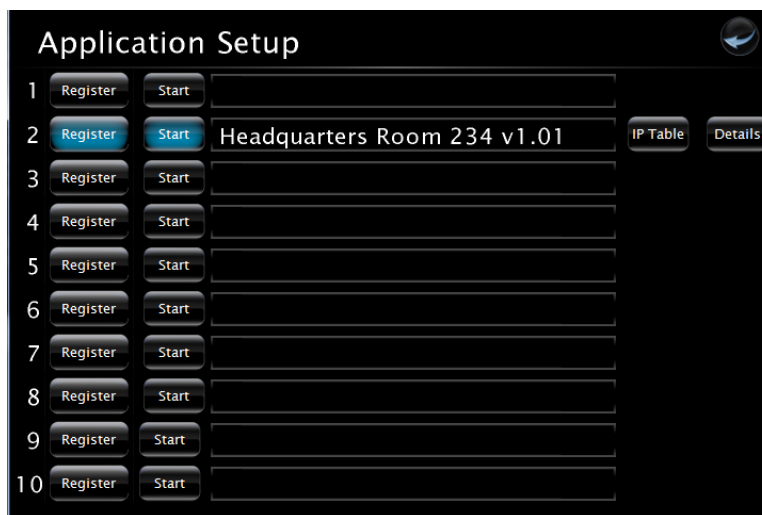 Application Setup
1 Register Start
2 Register Start Headquarters Room 234 v1.01 IP Table Details
3 Register Start
4 Register Start
5 Register Start
6 Register Start
7 Register Start
8 Register Start
9 Register Start
10 Register Start